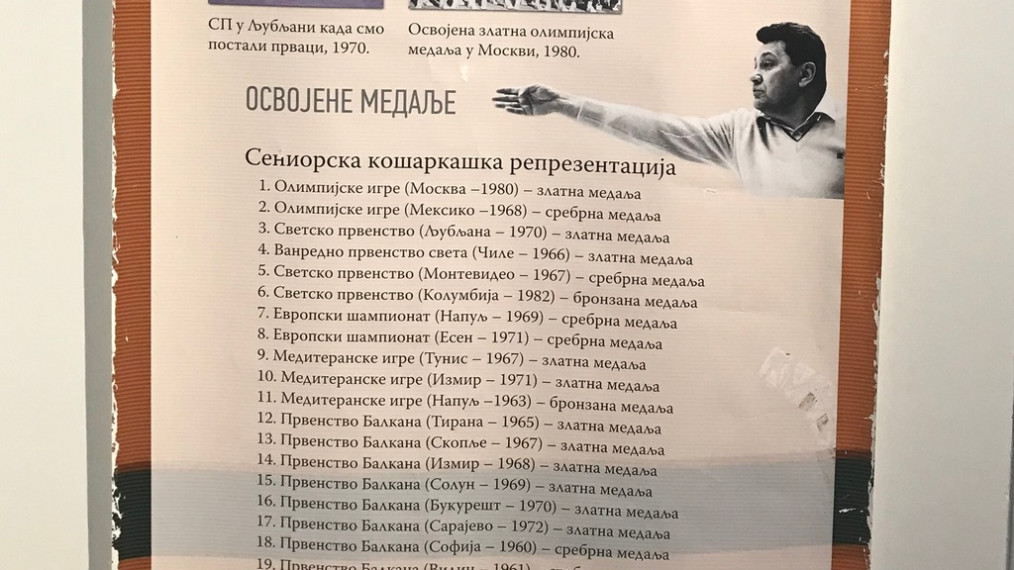 СП у Љубљани када смо
постали прваци, 1970.
Освојена златна олимпијска
медаља у Москви, 1980.
ОСВОЈЕНЕ МЕДАЉЕ
Сениорска кошаркашка репрезентација
1. Олимпијске игре (Москва –1980) – златна медаља
2. Олимпијске игре (Мексико –1968) – сребрна медаља
3. Светско првенство (Љубљана – 1970) – златна медаља
4. Ванредно првенство света (Чиле – 1966) – златна медаља
5. Светско првенство (Монтевидео – 1967) – сребрна медаља
6. Светско првенство (Колумбија – 1982) – бронзана медаља
7. Европски шампионат (Напуљ – 1969) – сребрна медаља
8. Европски шампионат (Есен – 1971) – сребрна медаља
9. Медитеранске игре (Тунис – 1967) – златна медаља
10. Медитеранске игре (Измир – 1971) – златна медаља
11. Медитеранске игре (Напуљ –1963) – бронзана медаља
12. Првенство Балкана (Тирана – 1965) – златна медаља
13. Првенство Балкана (Скопље – 1967) – златна медаља
14. Првенство Балкана (Измир – 1968) – златна медаља
15. Првенство Балкана (Солун – 1969) – златна медаља
16. Првенство Балкана (Букурешт – 1970) – златна медаља
17. Првенство Балкана (Сарајево – 1972) – златна медаља
18. Првенство Балкана (Софија – 1960) – сребрна медаља
19. Првенство Балкана 1961)